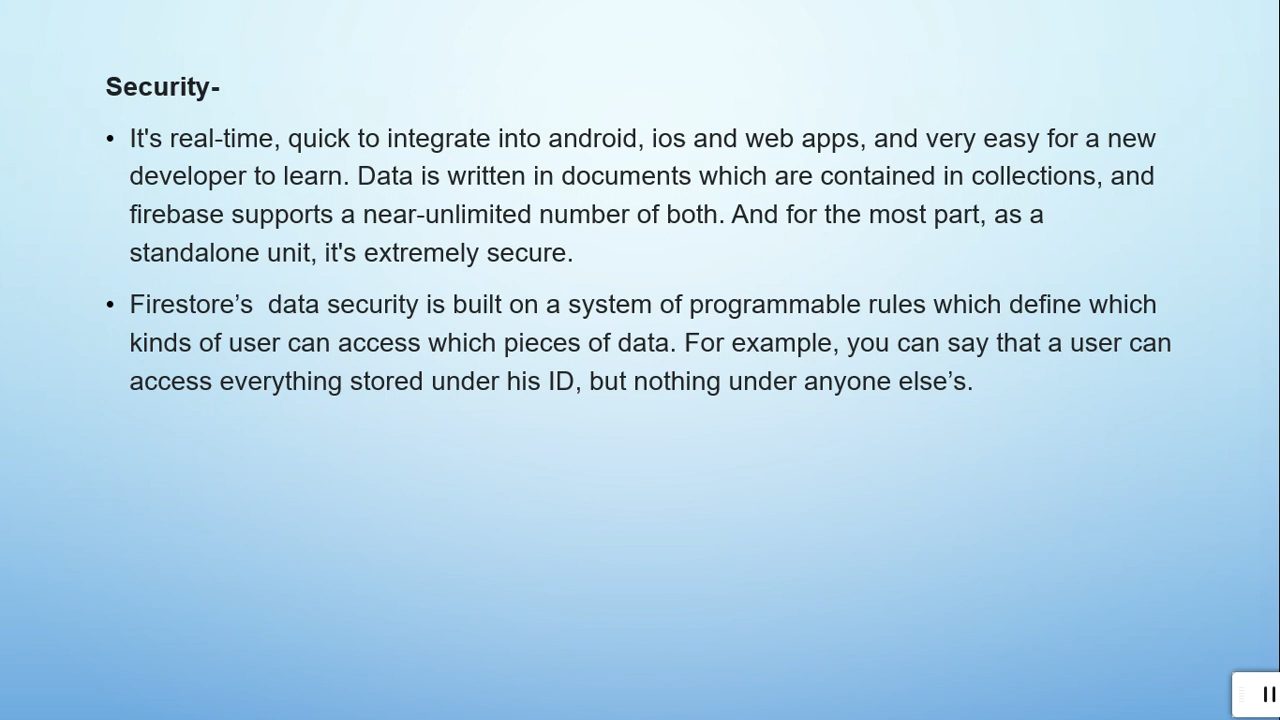 Security-
• It's real-time, quick to integrate into android, ios and web apps, and very easy for a new
developer to learn. Data is written in documents which are contained in collections, and
firebase supports a near-unlimited number of both. And for the most part, as a
standalone unit, it's extremely secure.
• Firestore’s  data security is built on a system of programmable rules which define which
kinds of user can access which pieces of data. For example, you can say that a user can
access everything stored under his ID, but nothing under anyone else’s.